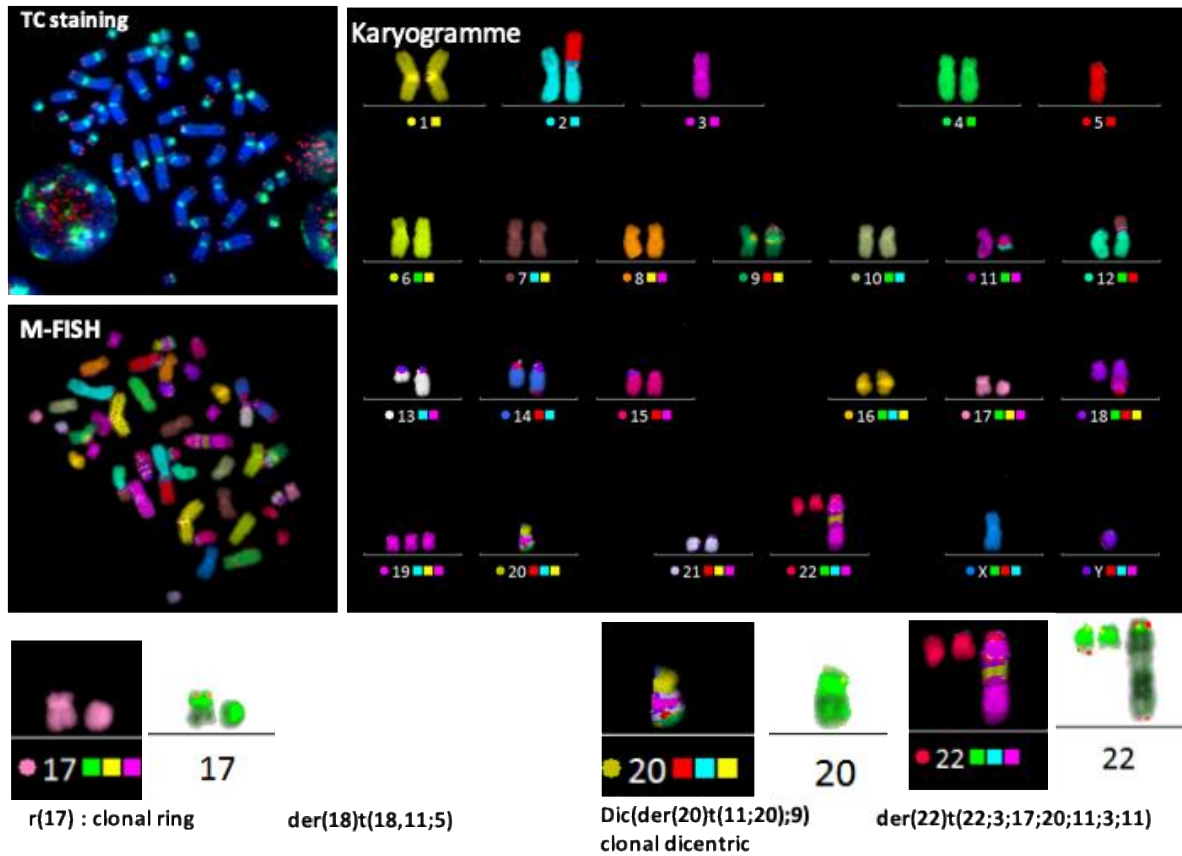 TC staining
Karyogramme
1 2 3 4 5
6 7 8 9 10 11 12
M-FISH
13 14 15 16 17 18
19 20 21 22 X Y
17 17 20 20 22 22
r(17) : clonal ring der(18)t(18,11;5) Dic(der(20)t(11;20);9) der(22)t(22;3;17;20;11;3;11)
clonal dicentric